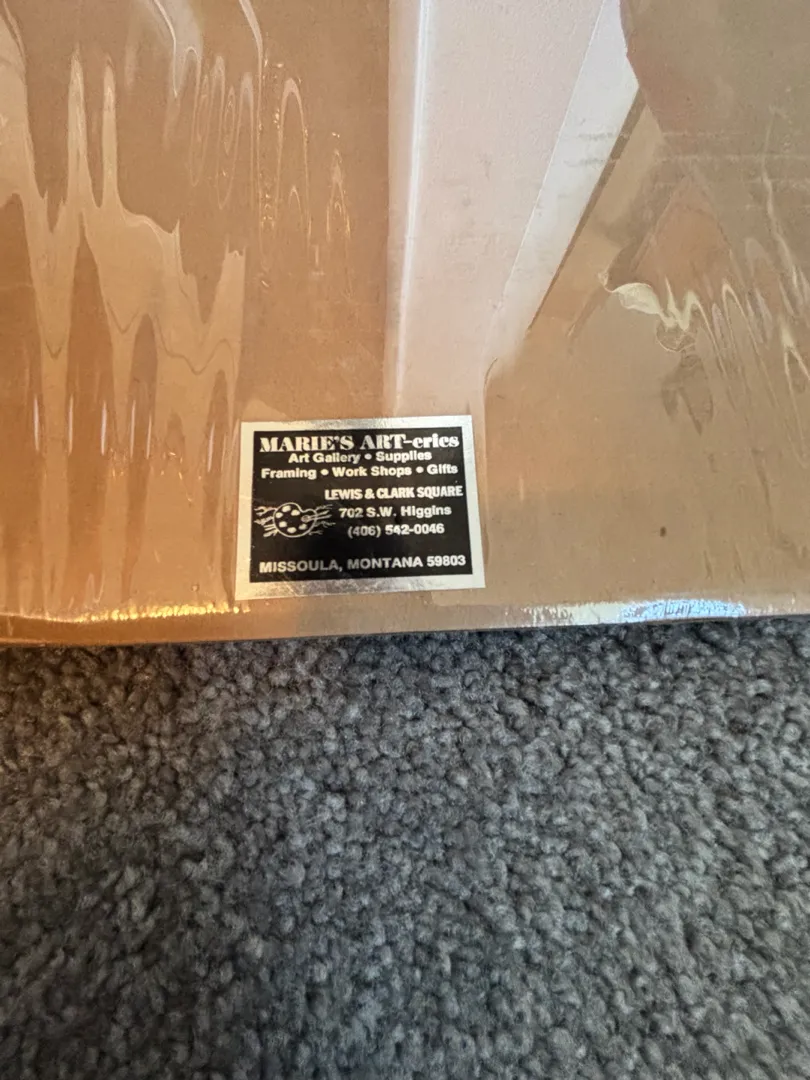 MARIE'S ART-eries
Art Gallery • Supplies
Framing • Work Shops • Gifts
LEWIS & CLARK SQUARE
702 S.W. Higgins
(406) 542-0046
MISSOULA, MONTANA 59803